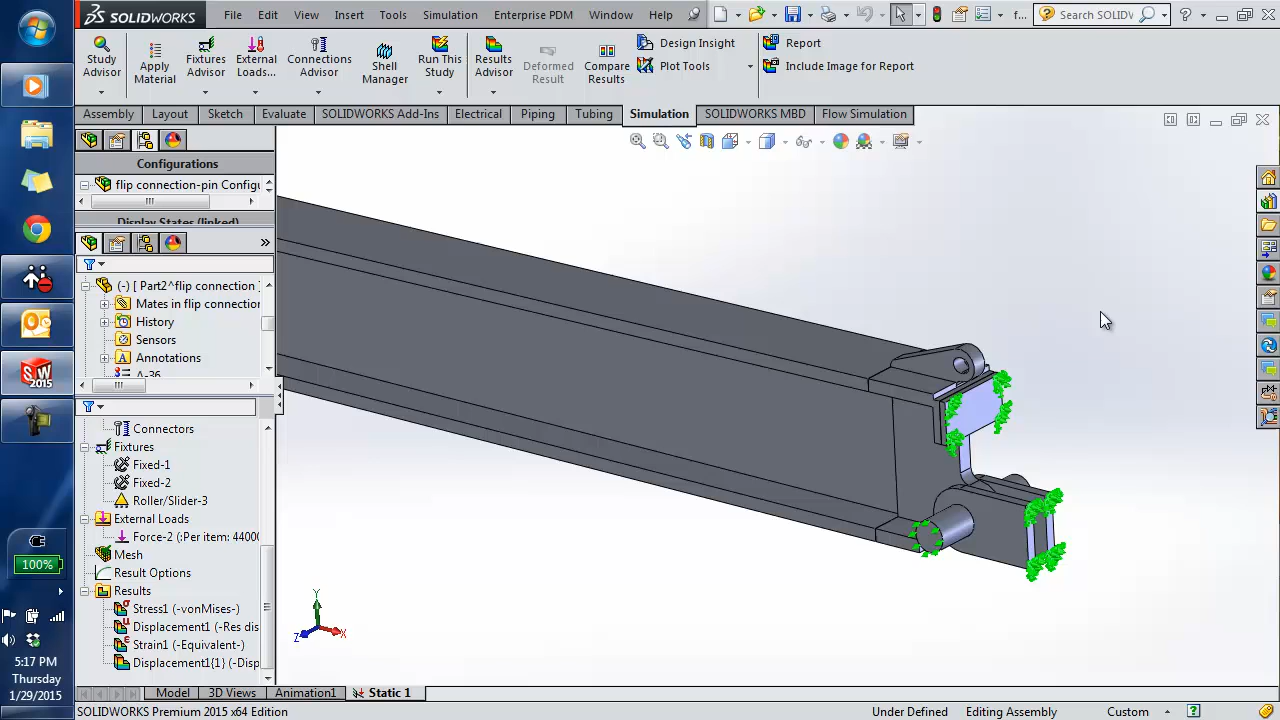 SOLIDWORKS
File Edit View Insert Tools Simulation Enterprise PDM Window Help
f...
Search SOLIDV
Study Advisor
Apply Material
Fixtures Advisor
External Loads...
Connections Advisor
Shell Manager
Run This Study
Results Advisor
Deformed Result
Compare Results
Design Insight
Plot Tools
Report
Include Image for Report
Assembly Layout Sketch Evaluate SOLIDWORKS Add-Ins Electrical Piping Tubing Simulation SOLIDWORKS MBD Flow Simulation
Configurations
flip connection-pin Configu
Display States (linked)
(-) [ Part2^flip connection ]
Mates in flip connection
History
Sensors
Annotations
A-36
Connectors
Fixtures
Fixed-1
Fixed-2
Roller/Slider-3
External Loads
Force-2 (:Per item: 44000
Mesh
Result Options
Results
Stress1 (-vonMises-)
Displacement1 (-Res dis
Strain1 (-Equivalent-)
Displacement1{1} (-Disp
Y
Z
X
SW
2015
100%
5:17 PM
Thursday
1/29/2015
Model 3D Views Animation1 Static 1
SOLIDWORKS Premium 2015 x64 Edition
Under Defined Editing Assembly Custom